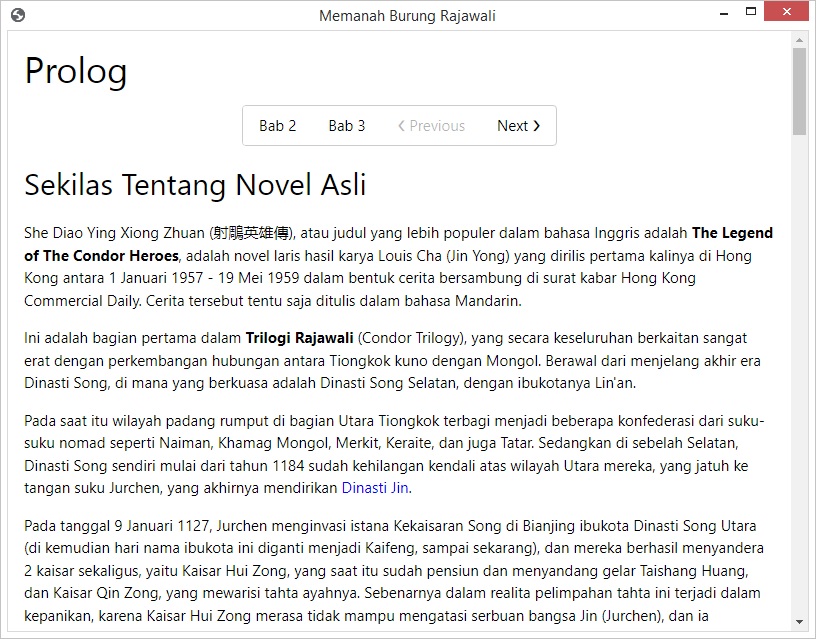 Memanah Burung Rajawali
Prolog
Bab 2 Bab 3 Previous Next
Sekilas Tentang Novel Asli
She Diao Ying Xiong Zhuan (射鵰英雄傳), atau judul yang lebih populer dalam bahasa Inggris adalah The Legend
of The Condor Heroes, adalah novel laris hasil karya Louis Cha (Jin Yong) yang dirilis pertama kalinya di Hong
Kong antara 1 Januari 1957 - 19 Mei 1959 dalam bentuk cerita bersambung di surat kabar Hong Kong
Commercial Daily. Cerita tersebut tentu saja ditulis dalam bahasa Mandarin.
Ini adalah bagian pertama dalam Trilogi Rajawali (Condor Trilogy), yang secara keseluruhan berkaitan sangat
erat dengan perkembangan hubungan antara Tiongkok kuno dengan Mongol. Berawal dari menjelang akhir era
Dinasti Song, di mana yang berkuasa adalah Dinasti Song Selatan, dengan ibukotanya Lin'an.
Pada saat itu wilayah padang rumput di bagian Utara Tiongkok terbagi menjadi beberapa konfederasi dari suku-
suku nomad seperti Naiman, Khamag Mongol, Merkit, Keraite, dan juga Tatar. Sedangkan di sebelah Selatan,
Dinasti Song sendiri mulai dari tahun 1184 sudah kehilangan kendali atas wilayah Utara mereka, yang jatuh ke
tangan suku Jurchen, yang akhirnya mendirikan Dinasti Jin.
Pada tanggal 9 Januari 1127, Jurchen menginvasi istana Kekaisaran Song di Bianjing ibukota Dinasti Song Utara
(di kemudian hari nama ibukota ini diganti menjadi Kaifeng, sampai sekarang), dan mereka berhasil menyandera
2 kaisar sekaligus, yaitu Kaisar Hui Zong, yang saat itu sudah pensiun dan menyandang gelar Taishang Huang,
dan Kaisar Qin Zong, yang mewarisi tahta ayahnya. Sebenarnya dalam realita pelimpahan tahta ini terjadi dalam
kepanikan, karena Kaisar Hui Zong merasa tidak mampu mengatasi serbuan bangsa Jin (Jurchen), dan ia